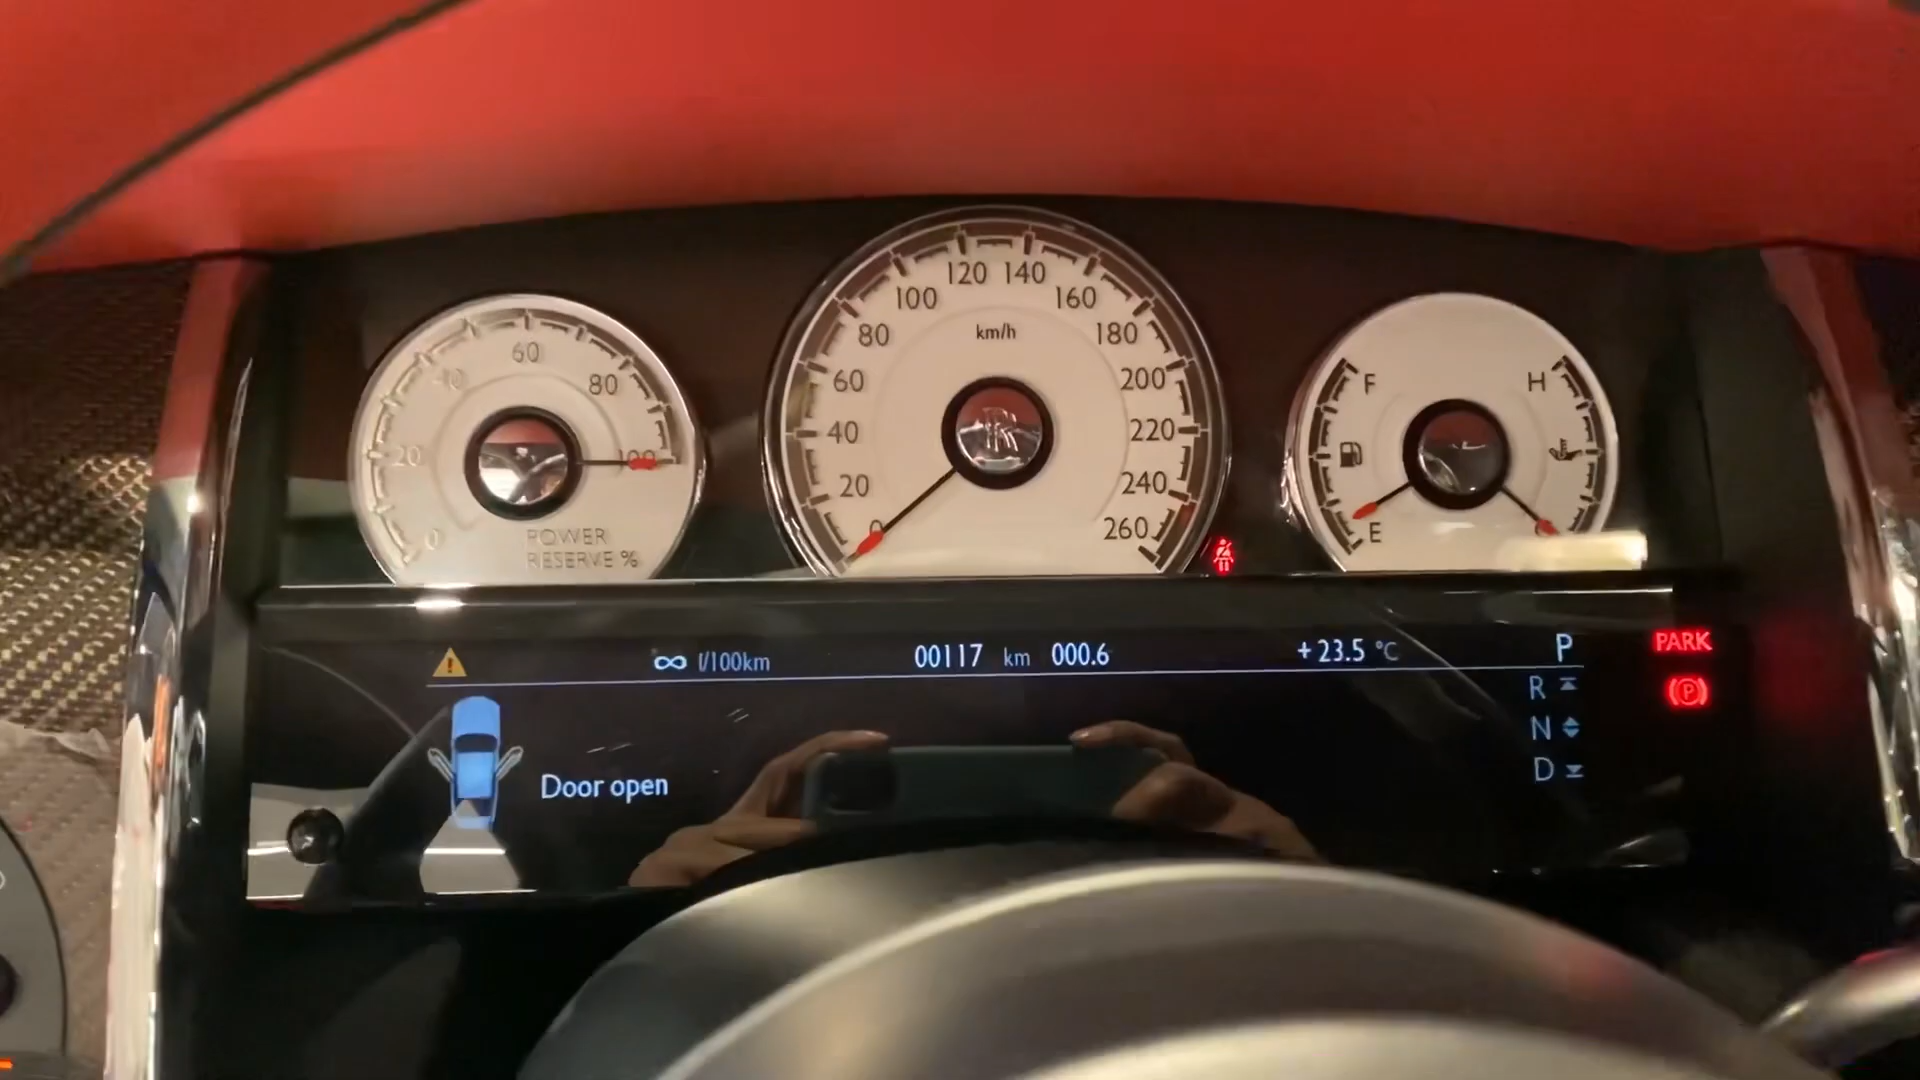 120 140
100 160
80 km/h 180
60 200
40 220
20 240
0 260
60
40 80
20 100
0
POWER
RESERVE %
F H
E
∞ l/100km 00117 km 000.6 +23.5 °C P PARK
R (P)
N
D
Door open